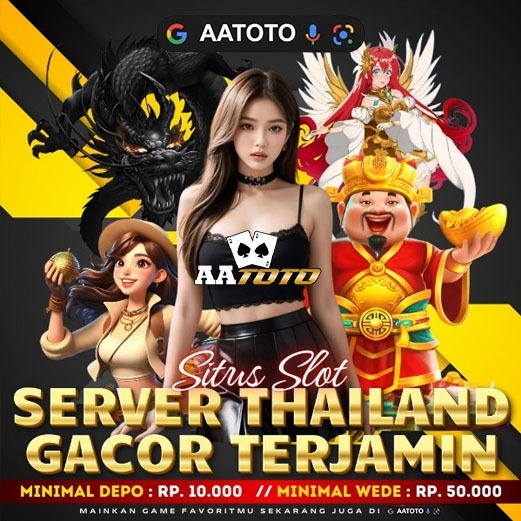 AATOTO
AATOTO
Situs Slot
SERVER THAILAND
GACOR TERJAMIN
MINIMAL DEPO : RP. 10.000 // MINIMAL WEDE : RP. 50.000
MAINKAN GAME FAVORITMU SEKARANG JUGA DI G AATOTO